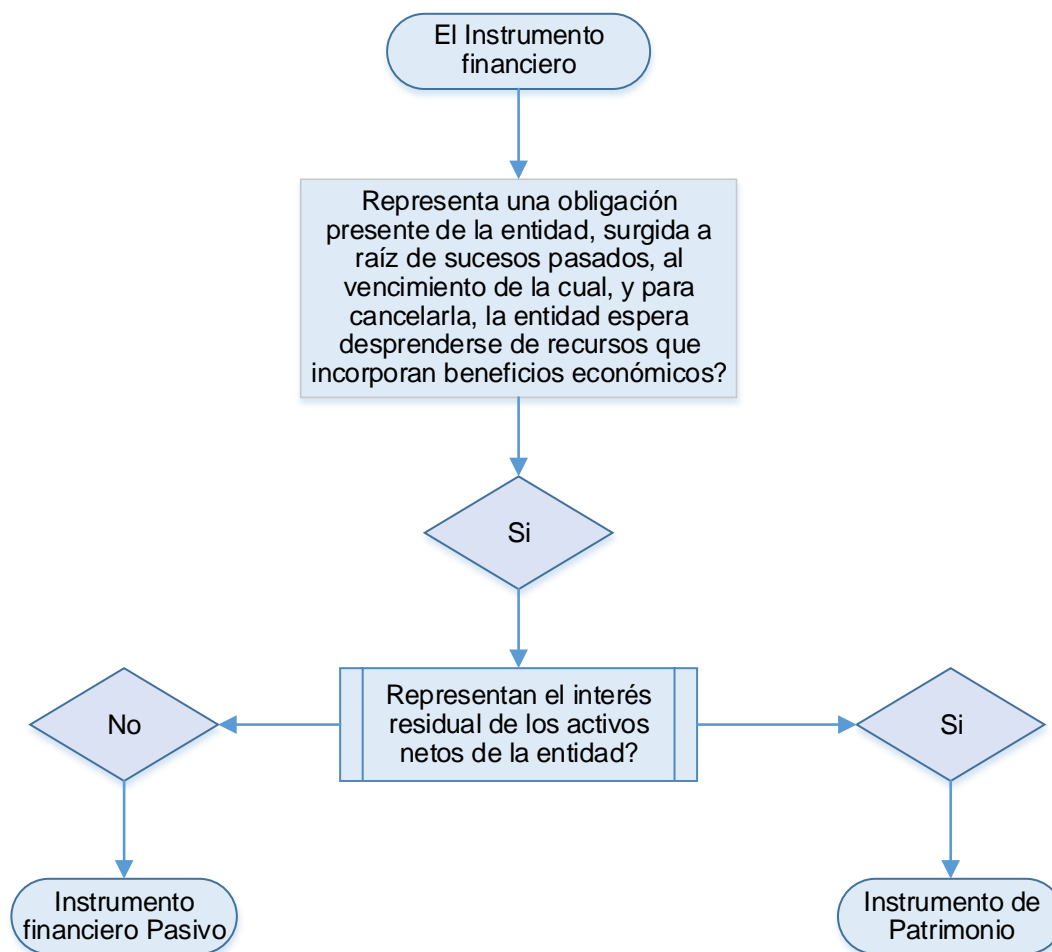 El Instrumento
financiero
Representa una obligación
presente de la entidad, surgida a
raíz de sucesos pasados, al
vencimiento de la cual, y para
cancelarla, la entidad espera
desprenderse de recursos que
incorporan beneficios económicos?
Si
No
Representan el interés
residual de los activos
netos de la entidad?
Si
Instrumento
financiero Pasivo
Instrumento de
Patrimonio